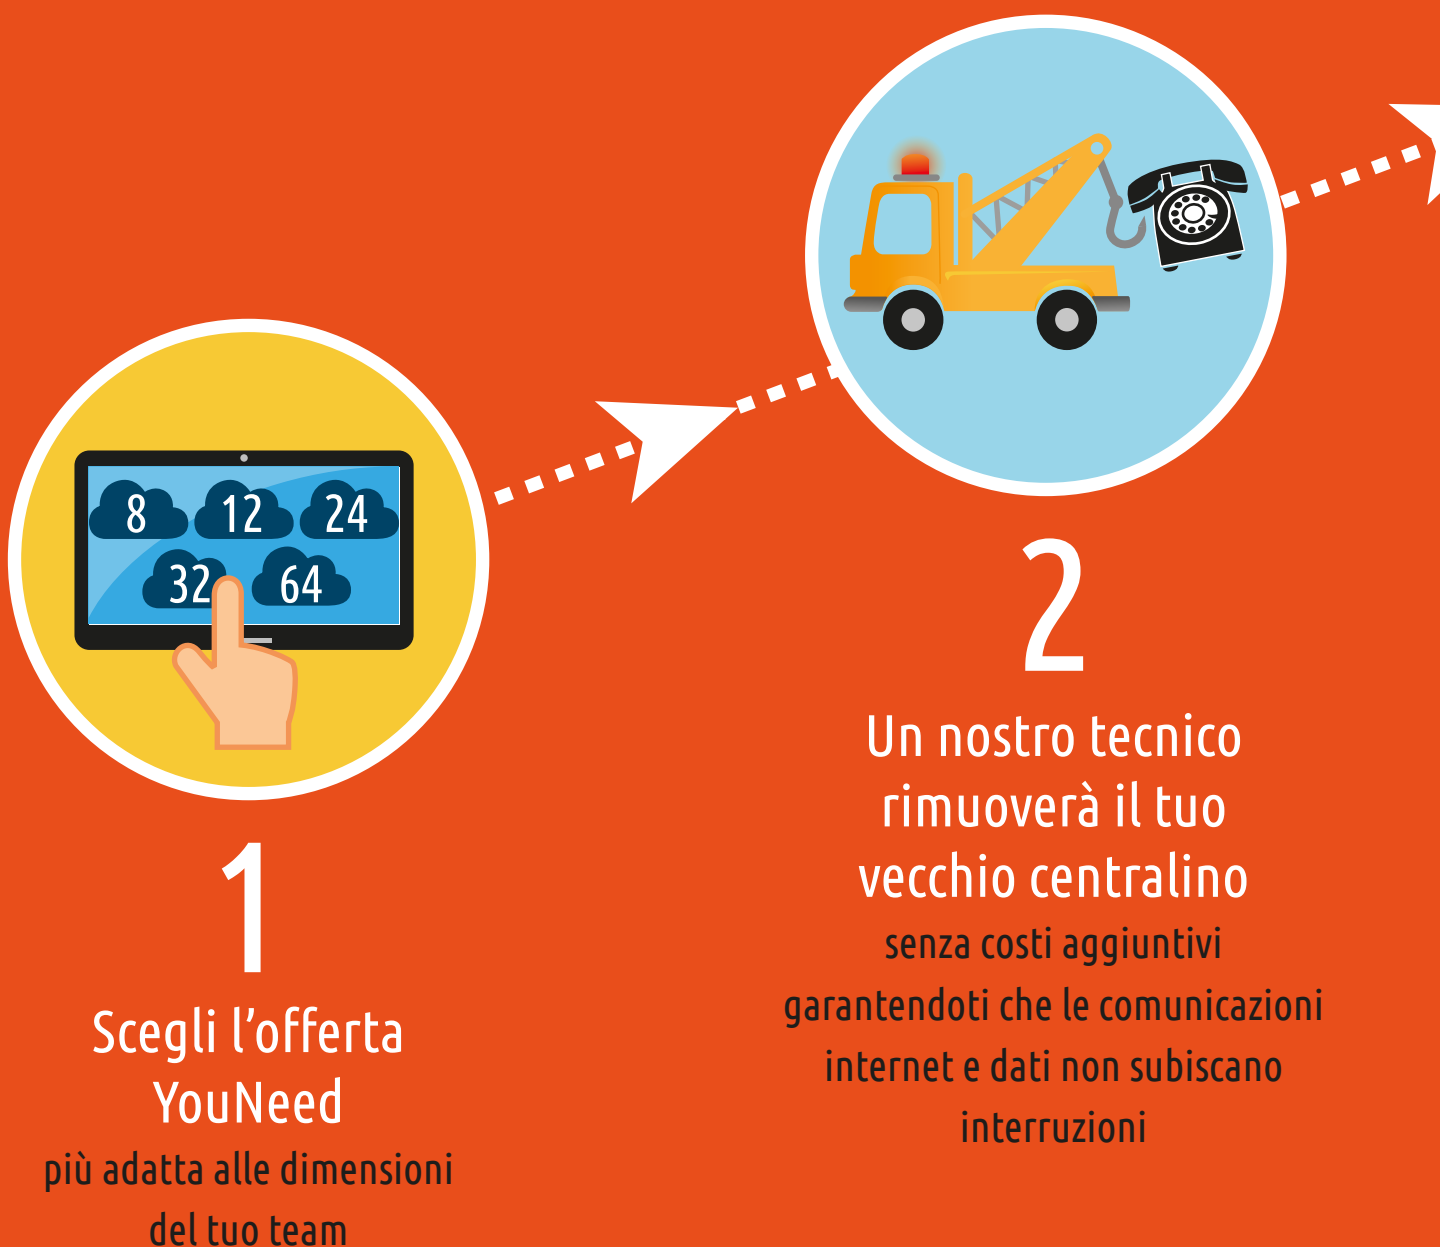 8 12 24
32 64
1
Scegli l’offerta
YouNeed
più adatta alle dimensioni
del tuo team
2
Un nostro tecnico
rimuoverà il tuo
vecchio centralino
senza costi aggiuntivi
garantendoti che le comunicazioni
internet e dati non subiscano
interruzioni